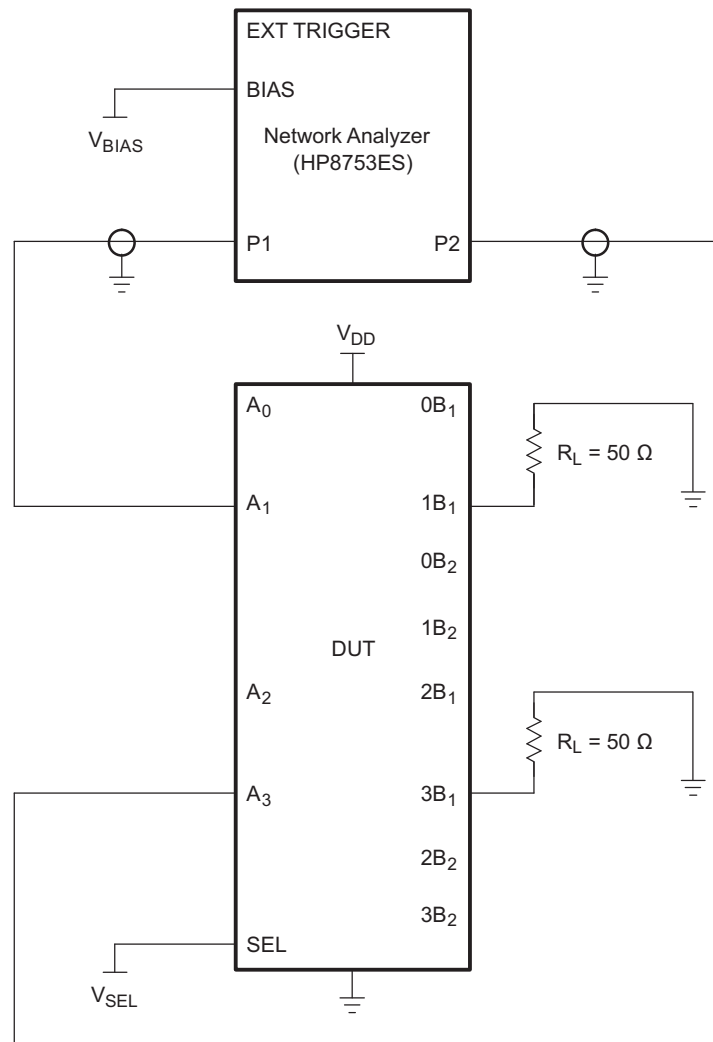 EXT TRIGGER
BIAS
V_BIAS
Network Analyzer
(HP8753ES)
P1 P2
V_DD
A_0 0B_1
R_L = 50 Ω
A_1 1B_1
0B_2
1B_2
DUT
A_2 2B_1
R_L = 50 Ω
A_3 3B_1
2B_2
3B_2
SEL
V_SEL